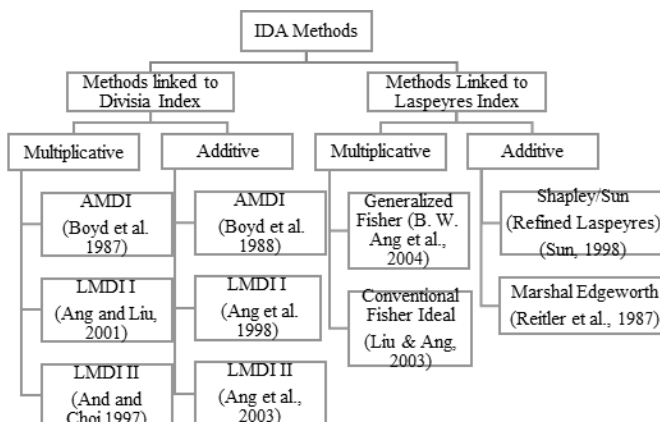 IDA Methods
Methods linked to
Divisia Index
Methods Linked to
Laspeyres Index
Multiplicative
Additive
Multiplicative
Additive
AMDI
(Boyd et al.
1987)
LMDI I
(Ang and Liu,
2001)
LMDI II
(And and
Choi 1997)
AMDI
(Boyd et al.
1988)
LMDI I
(Ang et al.
1998)
LMDI II
(Ang et al.,
2003)
Generalized
Fisher (B. W.
Ang et al.,
2004)
Conventional
Fisher Ideal
(Liu & Ang,
2003)
Shapley/Sun
(Refined Laspeyres)
(Sun, 1998)
Marshal Edgeworth
(Reitler et al., 1987)